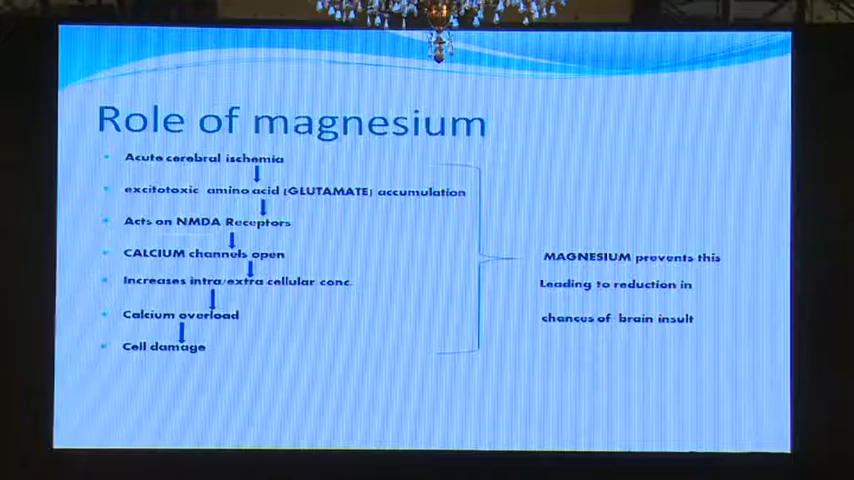 Role of magnesium
Acute cerebral ischemia
excitotoxic amino acid (GLUTAMATE) accumulation
Acts on NMDA Receptors
CALCIUM channels open
Increases intra/extra cellular conc.
Calcium overload
Cell damage
MAGNESIUM prevents this
Leading to reduction in
chances of brain insult